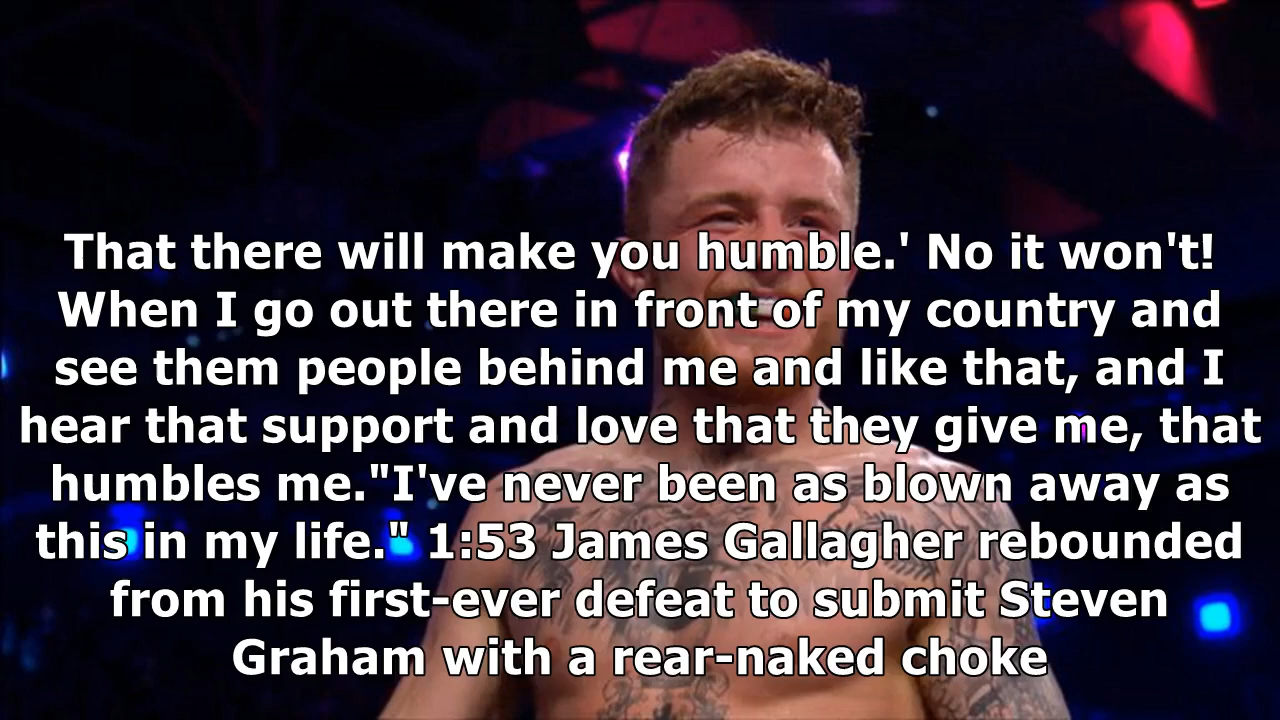 That there will make you humble.' No it won't!
When I go out there in front of my country and
see them people behind me and like that, and I
hear that support and love that they give me, that
humbles me."I've never been as blown away as
this in my life." 1:53 James Gallagher rebounded
from his first-ever defeat to submit Steven
Graham with a rear-naked choke